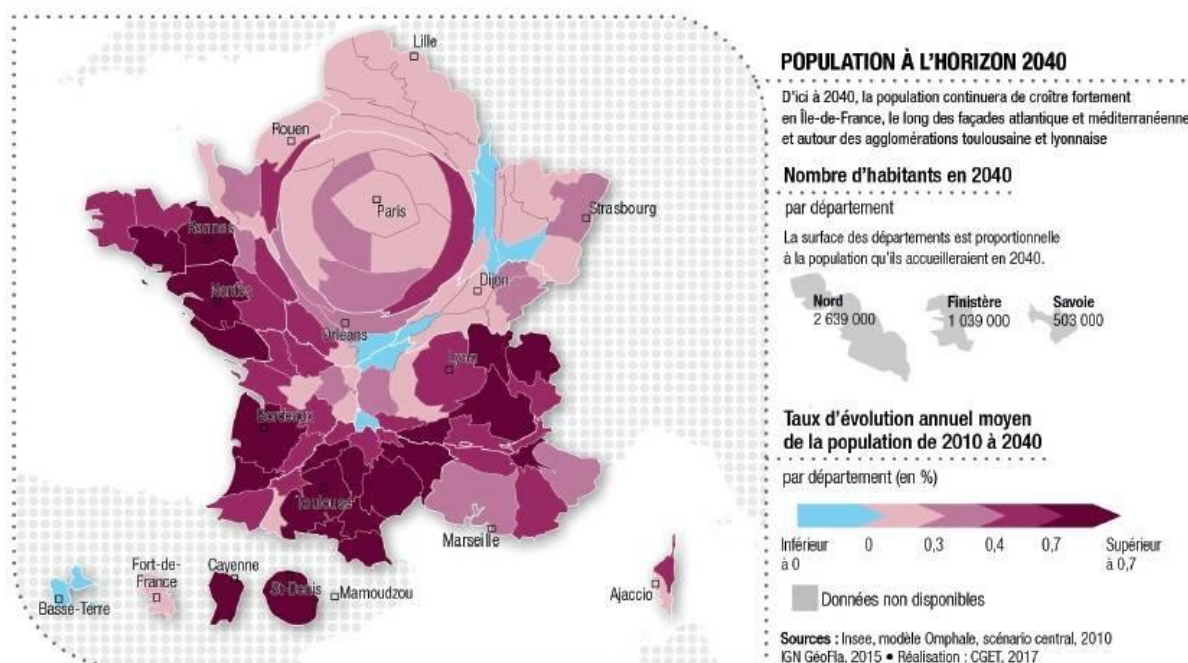 Lille
Rouen
Paris
Strasbourg
Rennes
Nantes
Orléans
Dijon
Lyon
Bordeaux
Toulouse
Marseille
Basse-Terre
Fort-de-
France
Cayenne
St-Denis
Mamoudzou
Ajaccio
POPULATION À L'HORIZON 2040
D'ici à 2040, la population continuera de croître fortement
en Île-de-France, le long des façades atlantique et méditerranéenne
et autour des agglomérations toulousaine et lyonnaise
Nombre d'habitants en 2040
par département
La surface des départements est proportionnelle
à la population qu'ils accueilleraient en 2040.
Nord
2 639 000
Finistère
1 039 000
Savoie
503 000
Taux d'évolution annuel moyen
de la population de 2010 à 2040
par département (en %)
Inférieur
à 0
0
0,3
0,4
0,7
Supérieur
à 0,7
Données non disponibles
Sources : Insee, modèle Omphale, scénario central, 2010
IGN GéoFla, 2015 • Réalisation : CGET, 2017